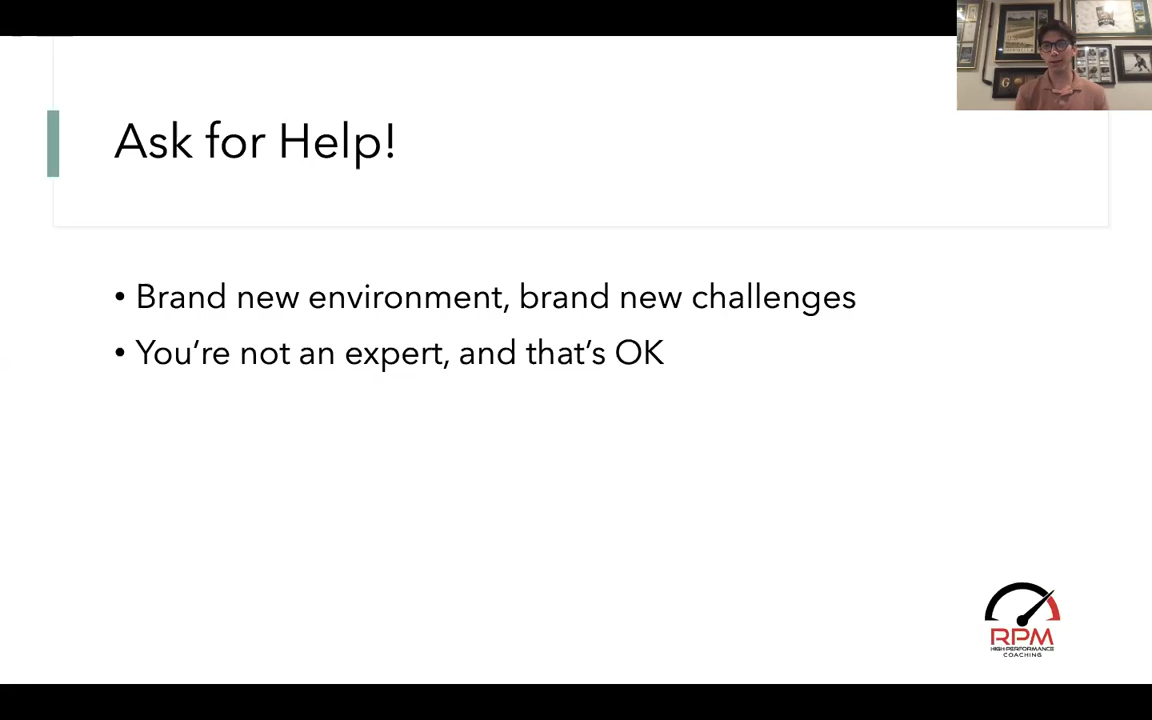 Ask for Help!
• Brand new environment, brand new challenges
• You’re not an expert, and that’s OK
RPM
HIGH PERFORMANCE
COACHING